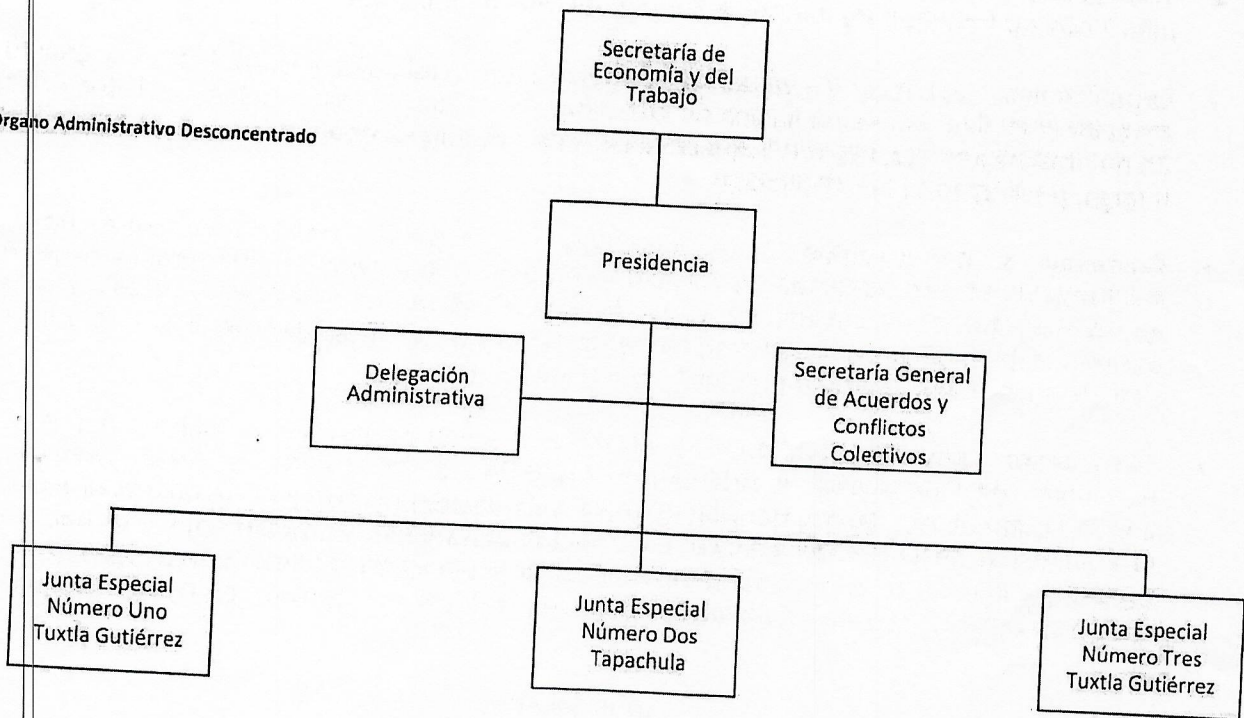 Secretaría de
Economía y del
Trabajo
Órgano Administrativo Desconcentrado
Presidencia
Delegación
Administrativa
Secretaría General
de Acuerdos y
Conflictos
Colectivos
Junta Especial
Número Uno
Tuxtla Gutiérrez
Junta Especial
Número Dos
Tapachula
Junta Especial
Número Tres
Tuxtla Gutiérrez